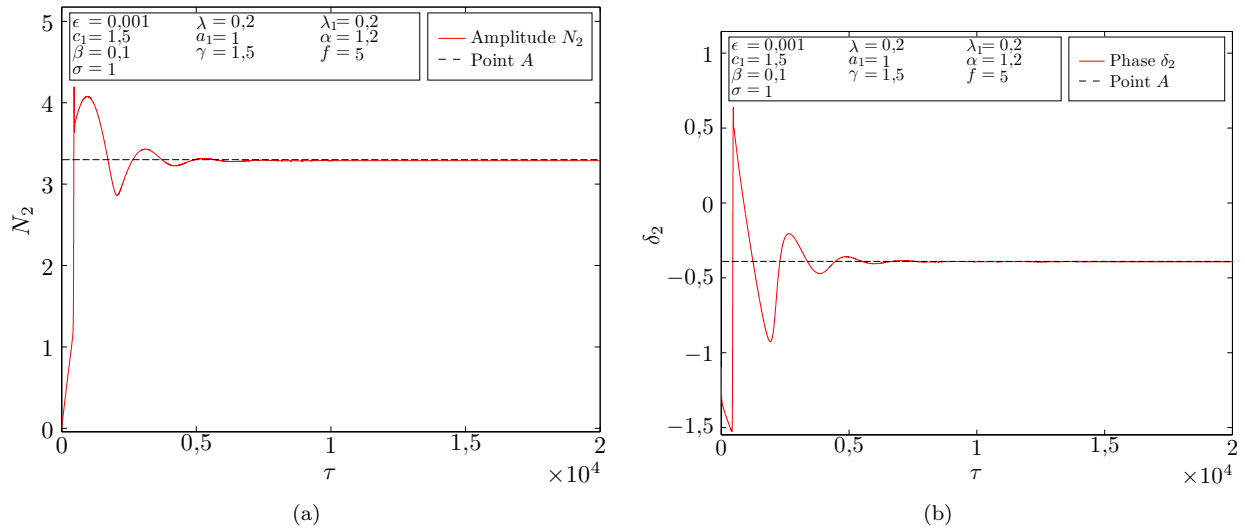 ϵ = 0,001 λ = 0,2 λ₁= 0,2
c₁= 1,5 a₁= 1 α = 1,2
β = 0,1 γ = 1,5 f = 5
σ = 1
Amplitude N₂
Point A
5
4
3
2
1
0
N₂
0 0,5 1 1,5 2
τ
×10⁴
(a)
ϵ = 0,001 λ = 0,2 λ₁= 0,2
c₁= 1,5 a₁= 1 α = 1,2
β = 0,1 γ = 1,5 f = 5
σ = 1
Phase δ₂
Point A
1
0,5
0
−0,5
−1
−1,5
δ₂
0 0,5 1 1,5 2
τ
×10⁴
(b)